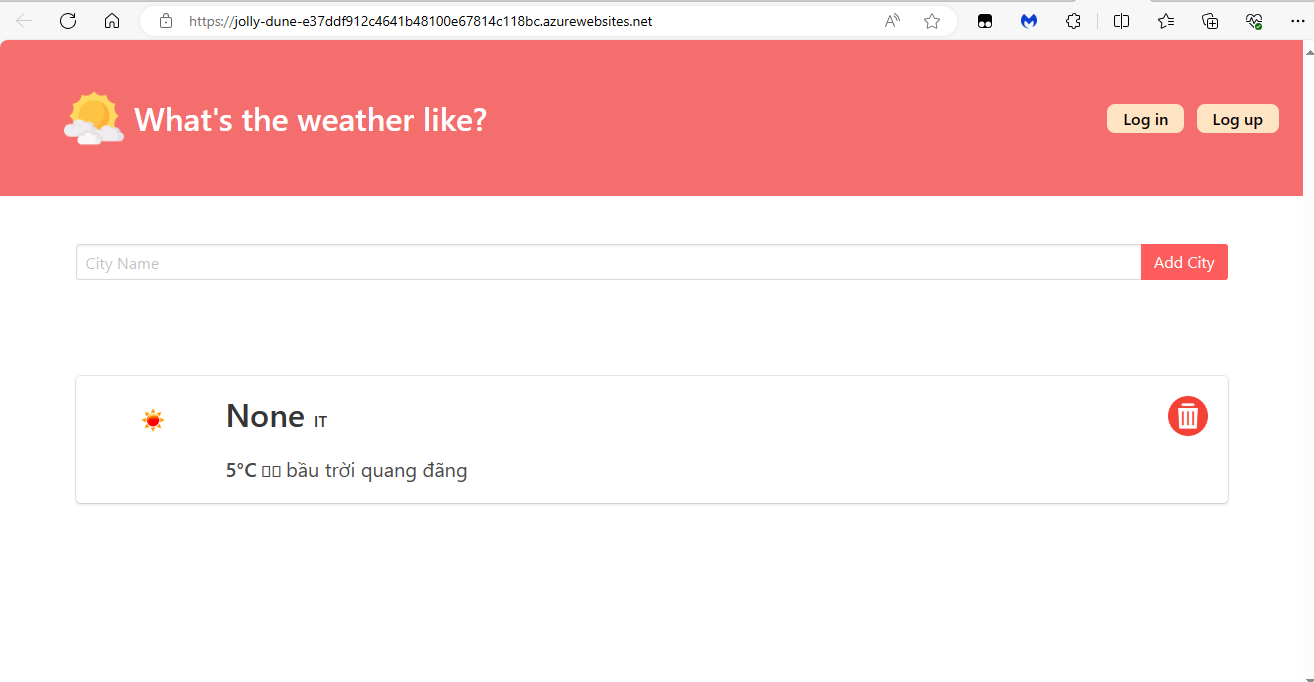 https://jolly-dune-e37ddf912c4641b48100e67814c118bc.azurewebsites.net
What's the weather like?
Log in
Log up
City Name
Add City
None IT
5°C ▯▯ bầu trời quang đãng